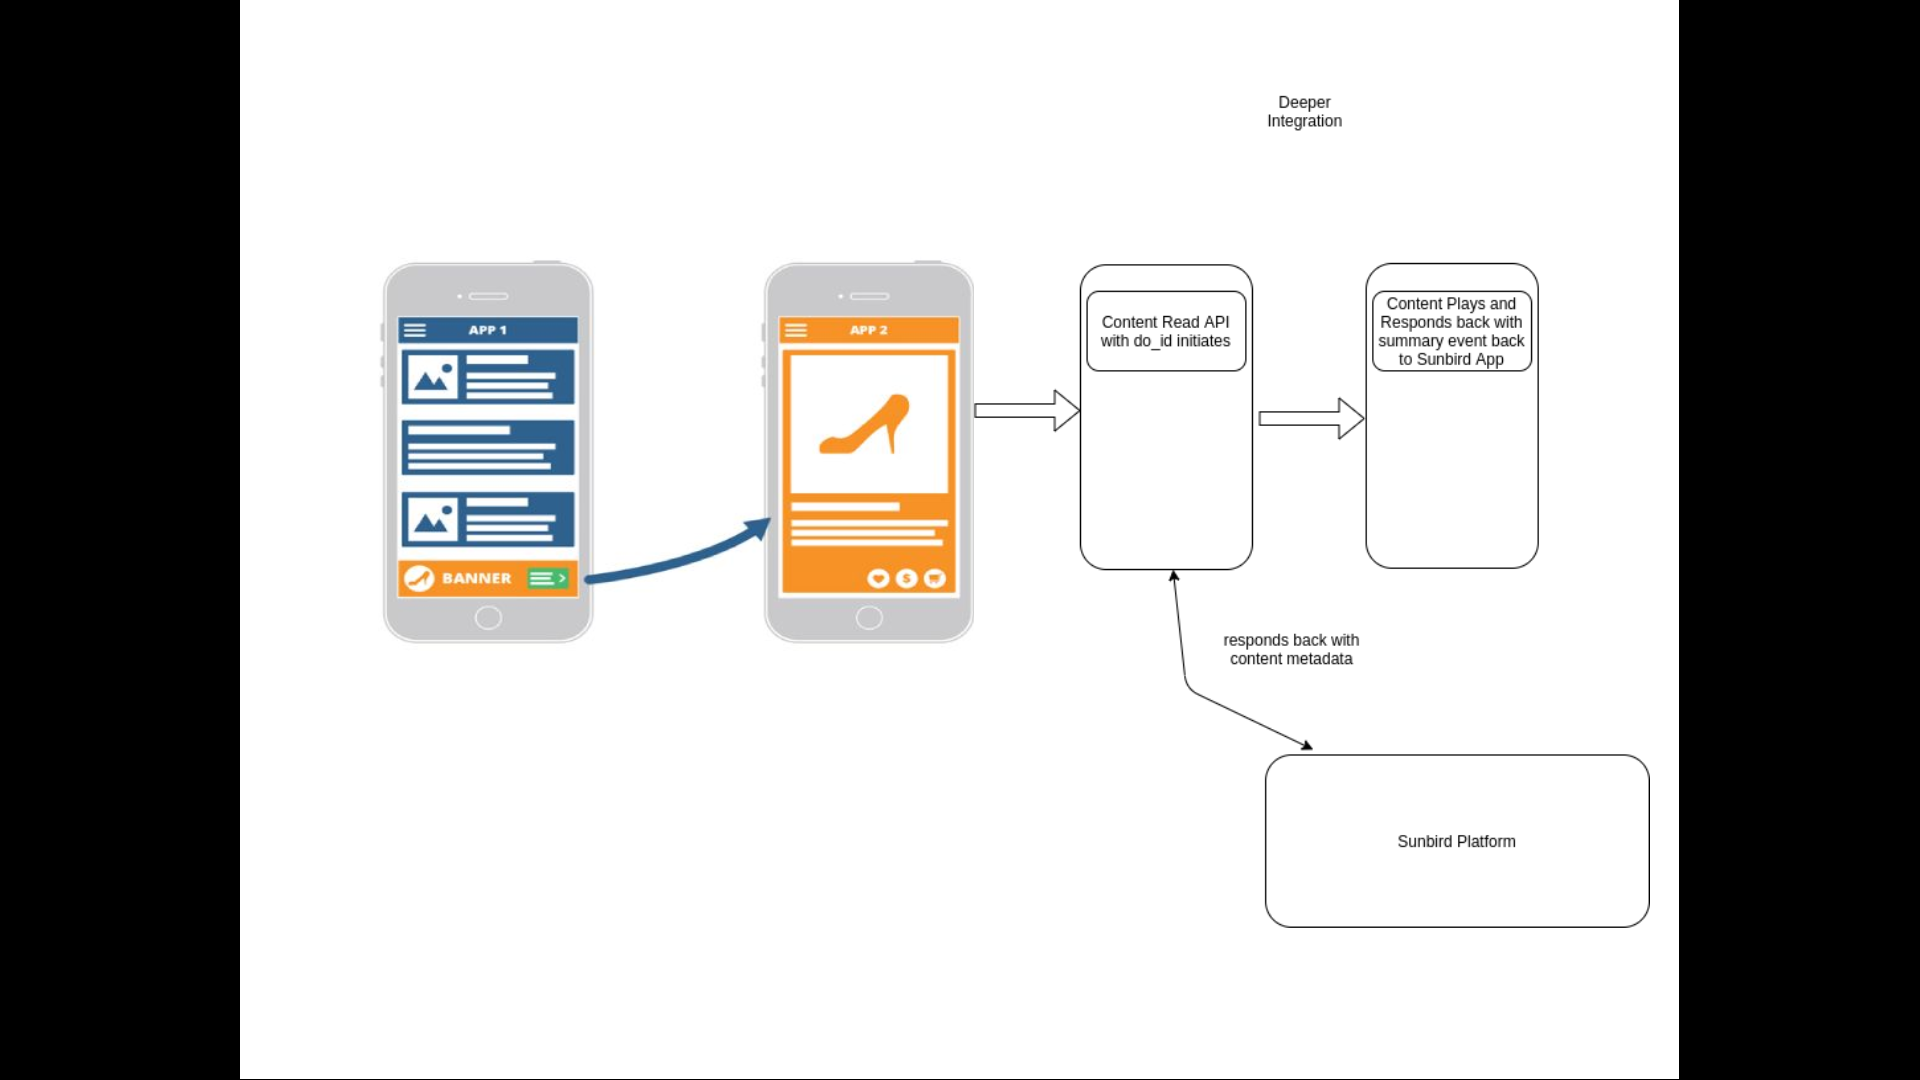 Deeper
Integration
APP 1
BANNER
APP 2
$
Content Read API
with do_id initiates
Content Plays and
Responds back with
summary event back
to Sunbird App
responds back with
content metadata
Sunbird Platform